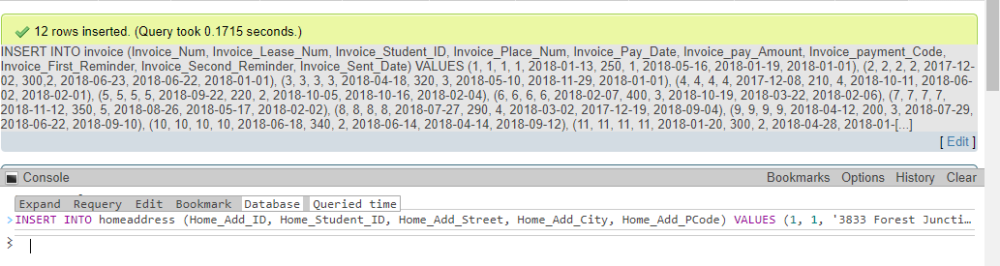 12 rows inserted. (Query took 0.1715 seconds.)
INSERT INTO invoice (Invoice_Num, Invoice_Lease_Num, Invoice_Student_ID, Invoice_Place_Num, Invoice_Pay_Date, Invoice_pay_Amount, Invoice_payment_Code,
Invoice_First_Reminder, Invoice_Second_Reminder, Invoice_Sent_Date) VALUES (1, 1, 1, 1, 2018-01-13, 250, 1, 2018-05-16, 2018-01-19, 2018-01-01), (2, 2, 2, 2, 2017-12-
02, 300,2, 2018-06-23, 2018-06-22, 2018-01-01), (3, 3, 3, 3, 2018-04-18, 320, 3, 2018-05-10, 2018-11-29, 2018-01-01), (4, 4, 4, 4, 2017-12-08, 210, 4, 2018-10-11, 2018-06-
02, 2018-02-01), (5, 5, 5, 5, 2018-09-22, 220, 2, 2018-10-05, 2018-10-16, 2018-02-04), (6, 6, 6, 6, 2018-02-07, 400, 3, 2018-10-19, 2018-03-22, 2018-02-06), (7, 7, 7, 7,
2018-11-12, 350, 5, 2018-08-26, 2018-05-17, 2018-02-02), (8, 8, 8, 8, 2018-07-27, 290, 4, 2018-03-02, 2017-12-19, 2018-09-04), (9, 9, 9, 9, 2018-04-12, 200, 3, 2018-07-29,
2018-06-22, 2018-09-10), (10, 10, 10, 10, 2018-06-18, 340, 2, 2018-06-14, 2018-04-14, 2018-09-12), (11, 11, 11, 11, 2018-01-20, 300, 2, 2018-04-28, 2018-01-[...]
[ Edit ]
Console Bookmarks Options History Clear
Expand Requery Edit Bookmark Database Queried time
>INSERT INTO homeaddress (Home_Add_ID, Home_Student_ID, Home_Add_Street, Home_Add_City, Home_Add_PCode) VALUES (1, 1, '3833 Forest Juncti…
>